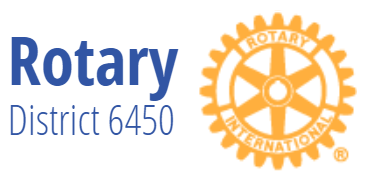 Rotary
District 6450
ROTARY
INTERNATIONAL
®